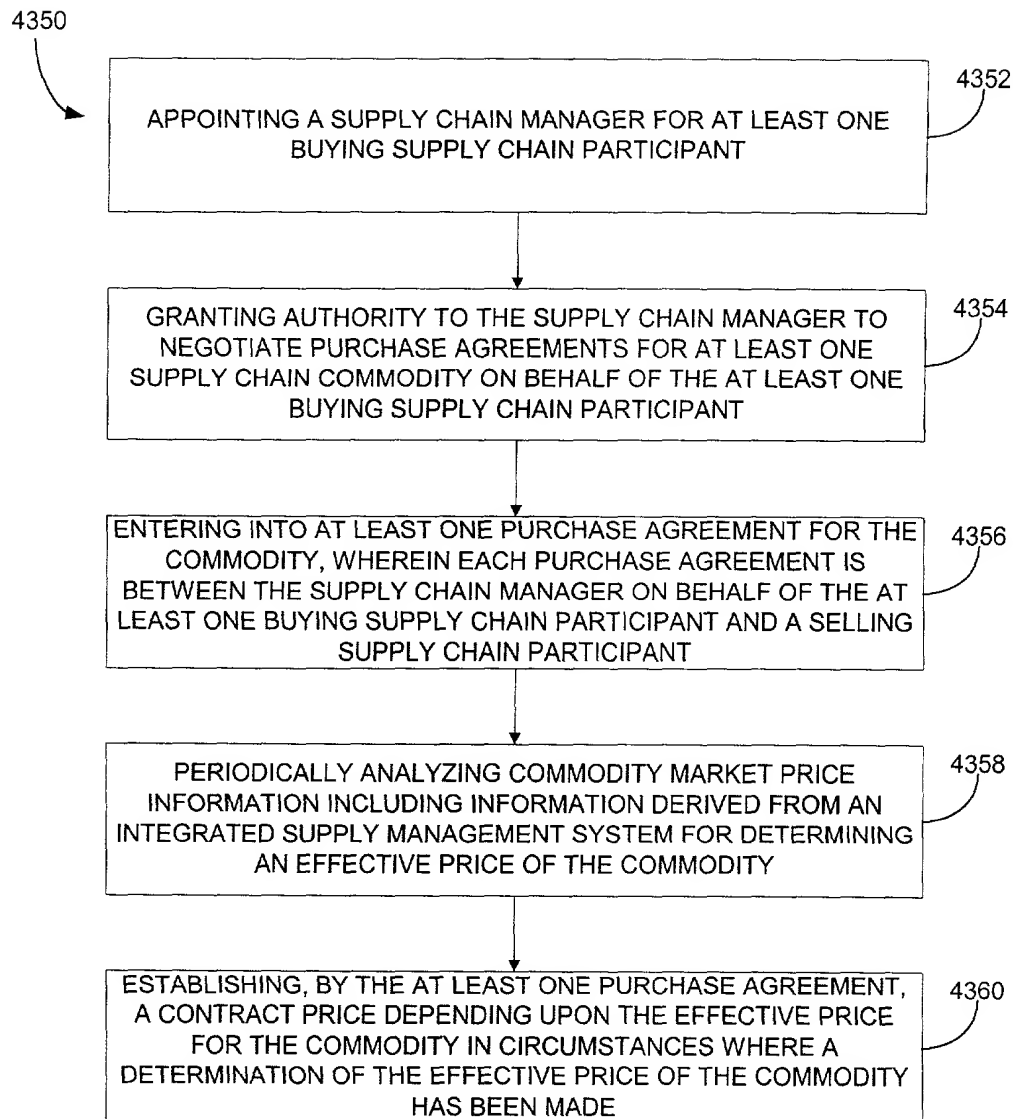 4350
4352
APPOINTING A SUPPLY CHAIN MANAGER FOR AT LEAST ONE
BUYING SUPPLY CHAIN PARTICIPANT
4354
GRANTING AUTHORITY TO THE SUPPLY CHAIN MANAGER TO
NEGOTIATE PURCHASE AGREEMENTS FOR AT LEAST ONE
SUPPLY CHAIN COMMODITY ON BEHALF OF THE AT LEAST ONE
BUYING SUPPLY CHAIN PARTICIPANT
4356
ENTERING INTO AT LEAST ONE PURCHASE AGREEMENT FOR THE
COMMODITY, WHEREIN EACH PURCHASE AGREEMENT IS
BETWEEN THE SUPPLY CHAIN MANAGER ON BEHALF OF THE AT
LEAST ONE BUYING SUPPLY CHAIN PARTICIPANT AND A SELLING
SUPPLY CHAIN PARTICIPANT
4358
PERIODICALLY ANALYZING COMMODITY MARKET PRICE
INFORMATION INCLUDING INFORMATION DERIVED FROM AN
INTEGRATED SUPPLY MANAGEMENT SYSTEM FOR DETERMINING
AN EFFECTIVE PRICE OF THE COMMODITY
4360
ESTABLISHING, BY THE AT LEAST ONE PURCHASE AGREEMENT,
A CONTRACT PRICE DEPENDING UPON THE EFFECTIVE PRICE
FOR THE COMMODITY IN CIRCUMSTANCES WHERE A
DETERMINATION OF THE EFFECTIVE PRICE OF THE COMMODITY
HAS BEEN MADE